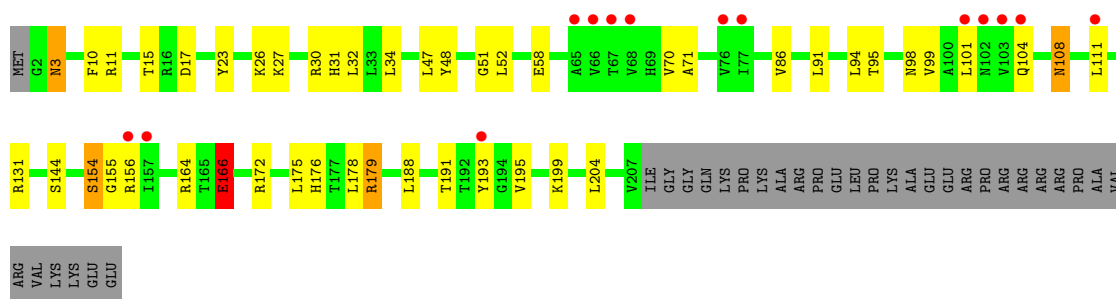 MET G2 N3 F10 R11 T15 R16 D17 Y23 K26 K27 R30 H31 L32 L33 L34 L47 Y48 G51 L52 E58 A65 V66 T67 V68 H69 V70 A71 V76 I77 V86 L91 L94 T95 N98 V99 A100 L101 N102 V103 Q104 N108 L111
R131 S144 S154 G155 R156 I157 R164 T165 E166 R172 L175 H176 T177 L178 R179 L188 T191 T192 Y193 G194 V195 K199 L204 V207 ILE GLY GLY GLN LYS PRO LYS ALA ARG PRO GLU LEU PRO LYS ALA GLU GLU ARG PRO ARG ARG ARG ARG PRO ALA VAL
ARG VAL LYS LYS GLU GLU